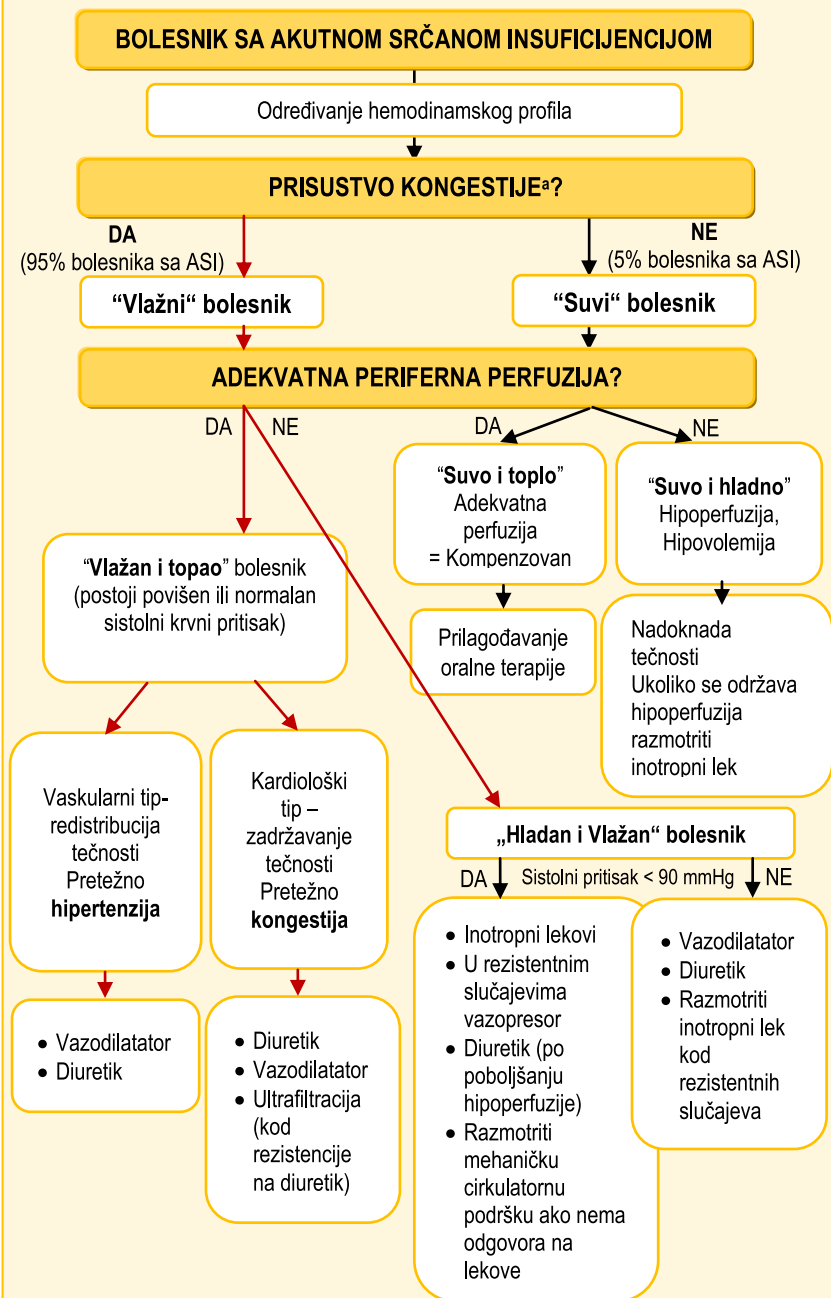 BOLESNIK SA AKUTNOM SRČANOM INSUFICIJENCIJOM
Određivanje hemodinamskog profila
PRISUSTVO KONGESTIJEª?
DA
(95% bolesnika sa ASI)
NE
(5% bolesnika sa ASI)
“Vlažni“ bolesnik
“Suvi“ bolesnik
ADEKVATNA PERIFERNA PERFUZIJA?
DA
NE
DA
NE
“Suvo i toplo”
Adekvatna
perfuzija
= Kompenzovan
“Suvo i hladno”
Hipoperfuzija,
Hipovolemija
“Vlažan i topao” bolesnik
(postoji povišen ili normalan
sistolni krvni pritisak)
Prilagođavanje
oralne terapije
Nadoknada
tečnosti
Ukoliko se održava
hipoperfuzija
razmotriti
inotropni lek
Vaskularni tip-
redistribucija
tečnosti
Pretežno
hipertenzija
Kardiološki
tip –
zadržavanje
tečnosti
Pretežno
kongestija
„Hladan i Vlažan“ bolesnik
DA
Sistolni pritisak < 90 mmHg
NE
• Vazodilatator
• Diuretik
• Diuretik
• Vazodilatator
• Ultrafiltracija
(kod
rezistencije
na diuretik)
• Inotropni lekovi
• U rezistentnim
slučajevima
vazopresor
• Diuretik (po
poboljšanju
hipoperfuzije)
• Razmotriti
mehaničku
cirkulatornu
podršku ako nema
odgovora na
lekove
• Vazodilatator
• Diuretik
• Razmotriti
inotropni lek
kod
rezistentnih
slučajeva